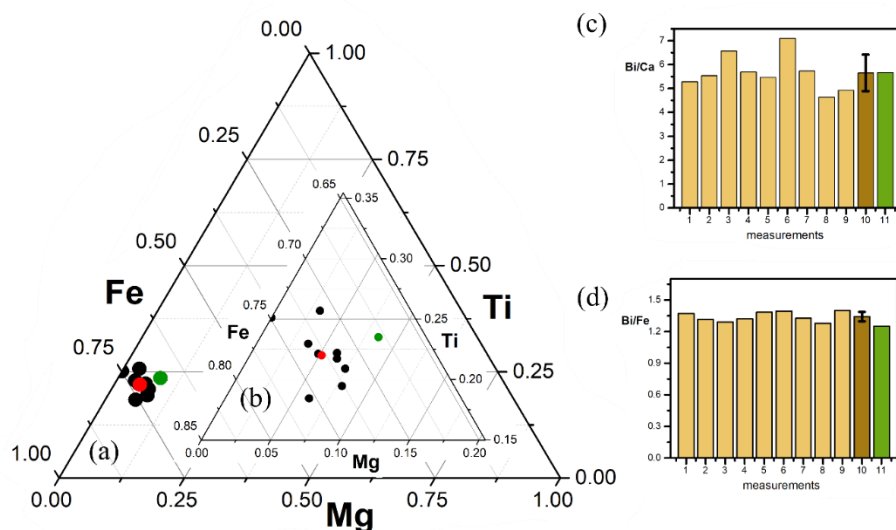 (c)
0.00
1.00
0.25
0.75
0.50
0.50
Fe
Ti
0.75
0.25
1.00
0.00
(a)
0.00
0.25
0.50
0.75
1.00
Mg
0.65
0.35
0.70
0.30
0.75
0.25
Fe
Ti
0.80
0.20
(b)
0.85
0.15
0.00
0.05
0.10
0.15
0.20
Mg
Bi/Ca
7
6
5
4
3
2
1
0
1 2 3 4 5 6 7 8 9 10 11
measurements
(d)
Bi/Fe
1.5
1.2
0.9
0.6
0.3
0.0
1 2 3 4 5 6 7 8 9 10 11
measurements